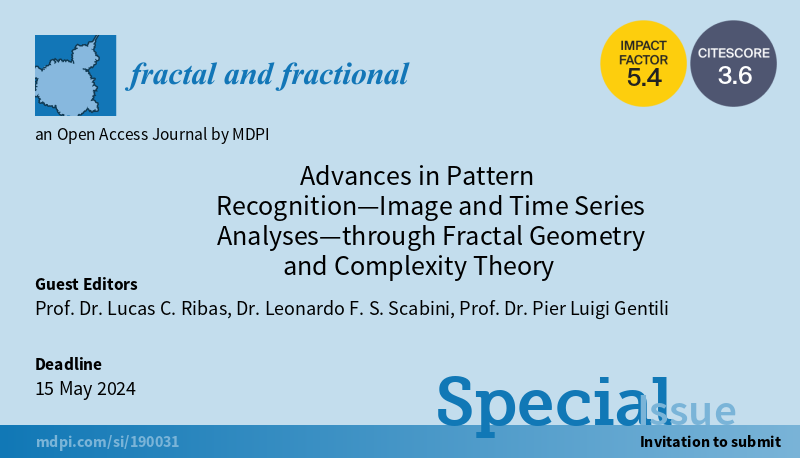 fractal and fractional
IMPACT
FACTOR
5.4
CITESCORE
3.6
an Open Access Journal by MDPI
Advances in Pattern
Recognition—Image and Time Series
Analyses—through Fractal Geometry
and Complexity Theory
Guest Editors
Prof. Dr. Lucas C. Ribas, Dr. Leonardo F. S. Scabini, Prof. Dr. Pier Luigi Gentili
Deadline
15 May 2024
Special Issue
mdpi.com/si/190031
Invitation to submit